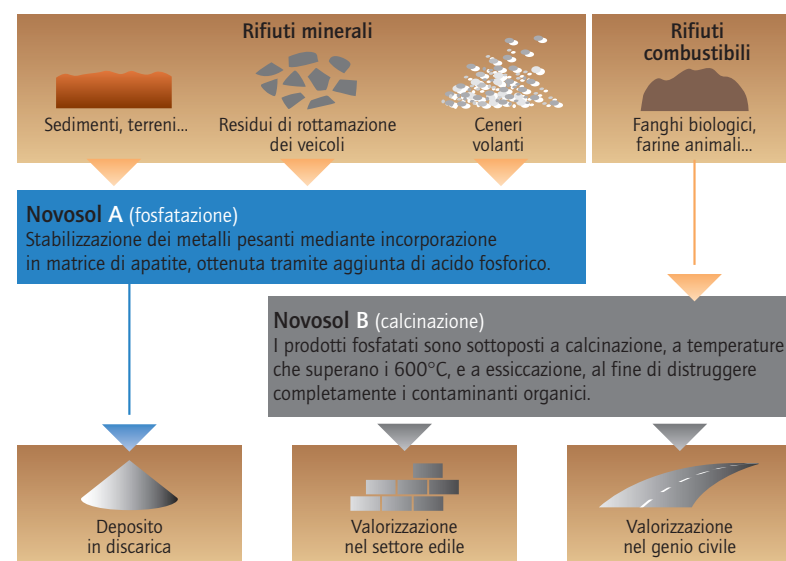 Rifiuti minerali
Sedimenti, terreni...
Residui di rottamazione
dei veicoli
Ceneri
volanti
Rifiuti
combustibili
Fanghi biologici,
farine animali...
Novosol A (fosfatazione)
Stabilizzazione dei metalli pesanti mediante incorporazione
in matrice di apatite, ottenuta tramite aggiunta di acido fosforico.
Novosol B (calcinazione)
I prodotti fosfatati sono sottoposti a calcinazione, a temperature
che superano i 600°C, e a essiccazione, al fine di distruggere
completamente i contaminanti organici.
Deposito
in discarica
Valorizzazione
nel settore edile
Valorizzazione
nel genio civile